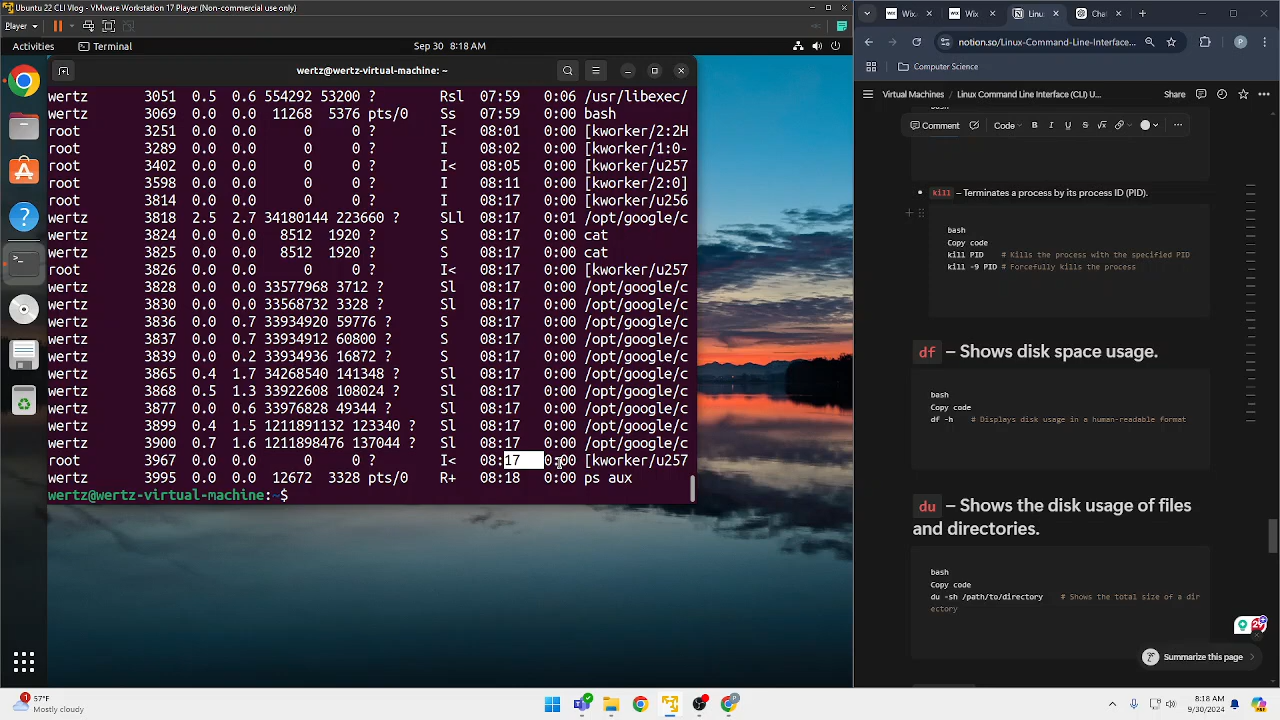 Ubuntu 22 CLI Vlog - VMware Workstation 17 Player (Non-commercial use only)
Player
Activities
Terminal
Sep 30 8:18 AM
wertz@wertz-virtual-machine: ~
wertz 3051 0.5 0.6 554292 53200 ? Rsl 07:59 0:06 /usr/libexec/
wertz 3069 0.0 0.0 11268 5376 pts/0 Ss 07:59 0:00 bash
root 3251 0.0 0.0 0 0 ? I< 08:01 0:00 [kworker/2:2H
root 3289 0.0 0.0 0 0 ? I 08:02 0:00 [kworker/1:0-
root 3402 0.0 0.0 0 0 ? I< 08:05 0:00 [kworker/u257
root 3598 0.0 0.0 0 0 ? I 08:11 0:00 [kworker/2:0]
root 3814 0.0 0.0 0 0 ? I 08:17 0:00 [kworker/u256
wertz 3818 2.5 2.7 34180144 223660 ? SLl 08:17 0:01 /opt/google/c
wertz 3824 0.0 0.0 8512 1920 ? S 08:17 0:00 cat
wertz 3825 0.0 0.0 8512 1920 ? S 08:17 0:00 cat
root 3826 0.0 0.0 0 0 ? I< 08:17 0:00 [kworker/u257
wertz 3828 0.0 0.0 33577968 3712 ? Sl 08:17 0:00 /opt/google/c
wertz 3830 0.0 0.0 33568732 3328 ? Sl 08:17 0:00 /opt/google/c
wertz 3836 0.0 0.7 33934920 59776 ? S 08:17 0:00 /opt/google/c
wertz 3837 0.0 0.7 33934912 60800 ? S 08:17 0:00 /opt/google/c
wertz 3839 0.0 0.2 33934936 16872 ? S 08:17 0:00 /opt/google/c
wertz 3865 0.4 1.7 34268540 141348 ? Sl 08:17 0:00 /opt/google/c
wertz 3868 0.5 1.3 33922608 108024 ? Sl 08:17 0:00 /opt/google/c
wertz 3877 0.0 0.6 33976828 49344 ? Sl 08:17 0:00 /opt/google/c
wertz 3899 0.4 1.5 1211891132 123340 ? Sl 08:17 0:00 /opt/google/c
wertz 3900 0.7 1.6 1211898476 137044 ? Sl 08:17 0:00 /opt/google/c
root 3967 0.0 0.0 0 0 ? I< 08:17 0:00 [kworker/u257
wertz 3995 0.0 0.0 12672 3328 pts/0 R+ 08:18 0:00 ps aux
wertz@wertz-virtual-machine:~$
Wix
Wix
Linu
Cha
notion.so/Linux-Command-Line-Interface...
Computer Science
Virtual Machines / Linux Command Line Interface (CLI) U...
Share
bash
Comment
Code
kill – Terminates a process by its process ID (PID).
bash
Copy code
kill PID # Kills the process with the specified PID
kill -9 PID # Forcefully kills the process
df – Shows disk space usage.
bash
Copy code
df -h # Displays disk usage in a human-readable format
du – Shows the disk usage of files
and directories.
bash
Copy code
du -sh /path/to/directory # Shows the total size of a dir
ectory
Summarize this page
57°F
Mostly cloudy
8:18 AM
9/30/2024